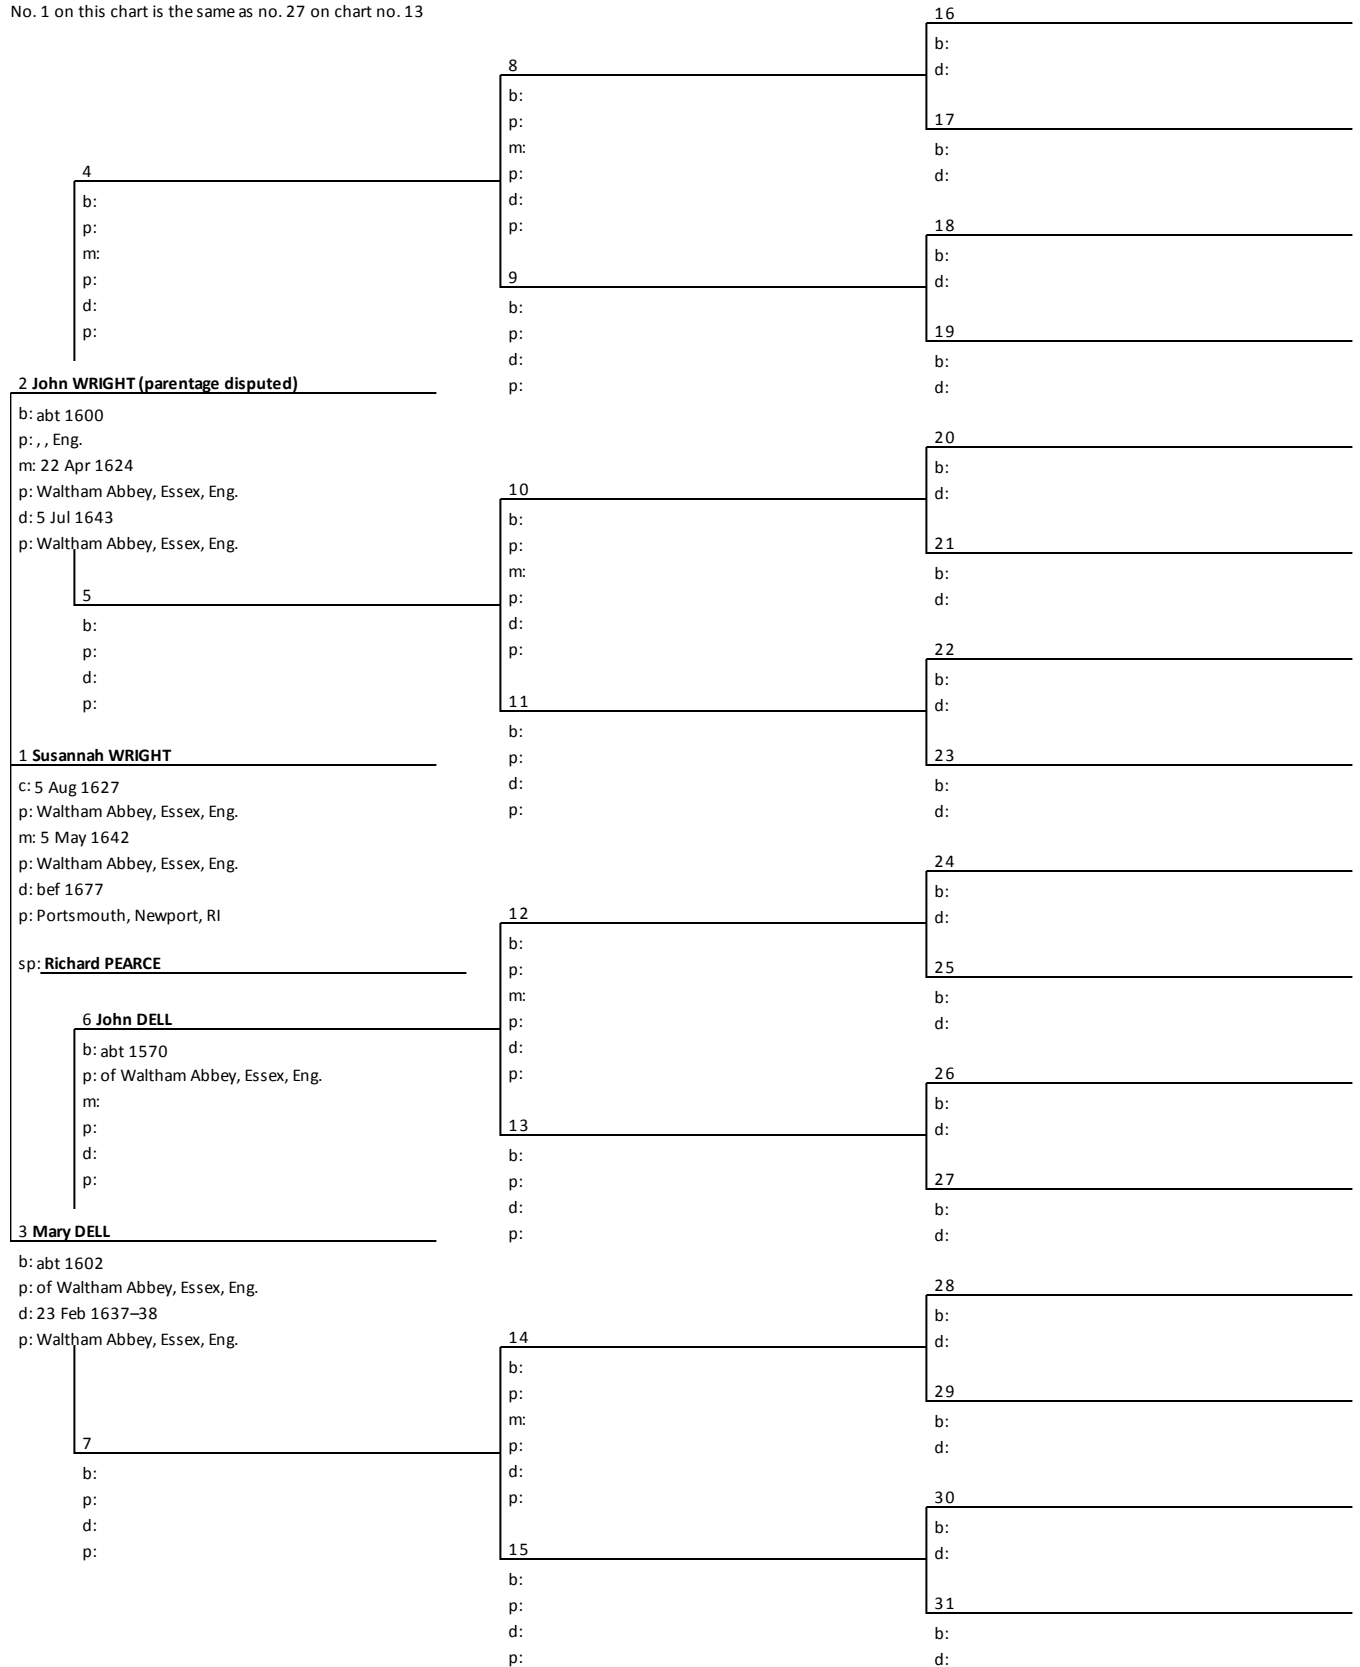 No. 1 on this chart is the same as no. 27 on chart no. 13
4
b:
p:
m:
p:
d:
p:
2 John WRIGHT (parentage disputed)
b: abt 1600
p: , , Eng.
m: 22 Apr 1624
p: Waltham Abbey, Essex, Eng.
d: 5 Jul 1643
p: Waltham Abbey, Essex, Eng.
5
b:
p:
d:
p:
1 Susannah WRIGHT
c: 5 Aug 1627
p: Waltham Abbey, Essex, Eng.
m: 5 May 1642
p: Waltham Abbey, Essex, Eng.
d: bef 1677
p: Portsmouth, Newport, RI
sp: Richard PEARCE
6 John DELL
b: abt 1570
p: of Waltham Abbey, Essex, Eng.
m:
p:
d:
p:
3 Mary DELL
b: abt 1602
p: of Waltham Abbey, Essex, Eng.
d: 23 Feb 1637–38
p: Waltham Abbey, Essex, Eng.
7
b:
p:
d:
p:
8
b:
p:
m:
p:
d:
p:
9
b:
p:
d:
p:
10
b:
p:
m:
p:
d:
p:
11
b:
p:
d:
p:
12
b:
p:
m:
p:
d:
p:
13
b:
p:
d:
p:
14
b:
p:
m:
p:
d:
p:
15
b:
p:
d:
p:
16
b:
d:
17
b:
d:
18
b:
d:
19
b:
d:
20
b:
d:
21
b:
d:
22
b:
d:
23
b:
d:
24
b:
d:
25
b:
d:
26
b:
d:
27
b:
d:
28
b:
d:
29
b:
d:
30
b:
d:
31
b:
d: